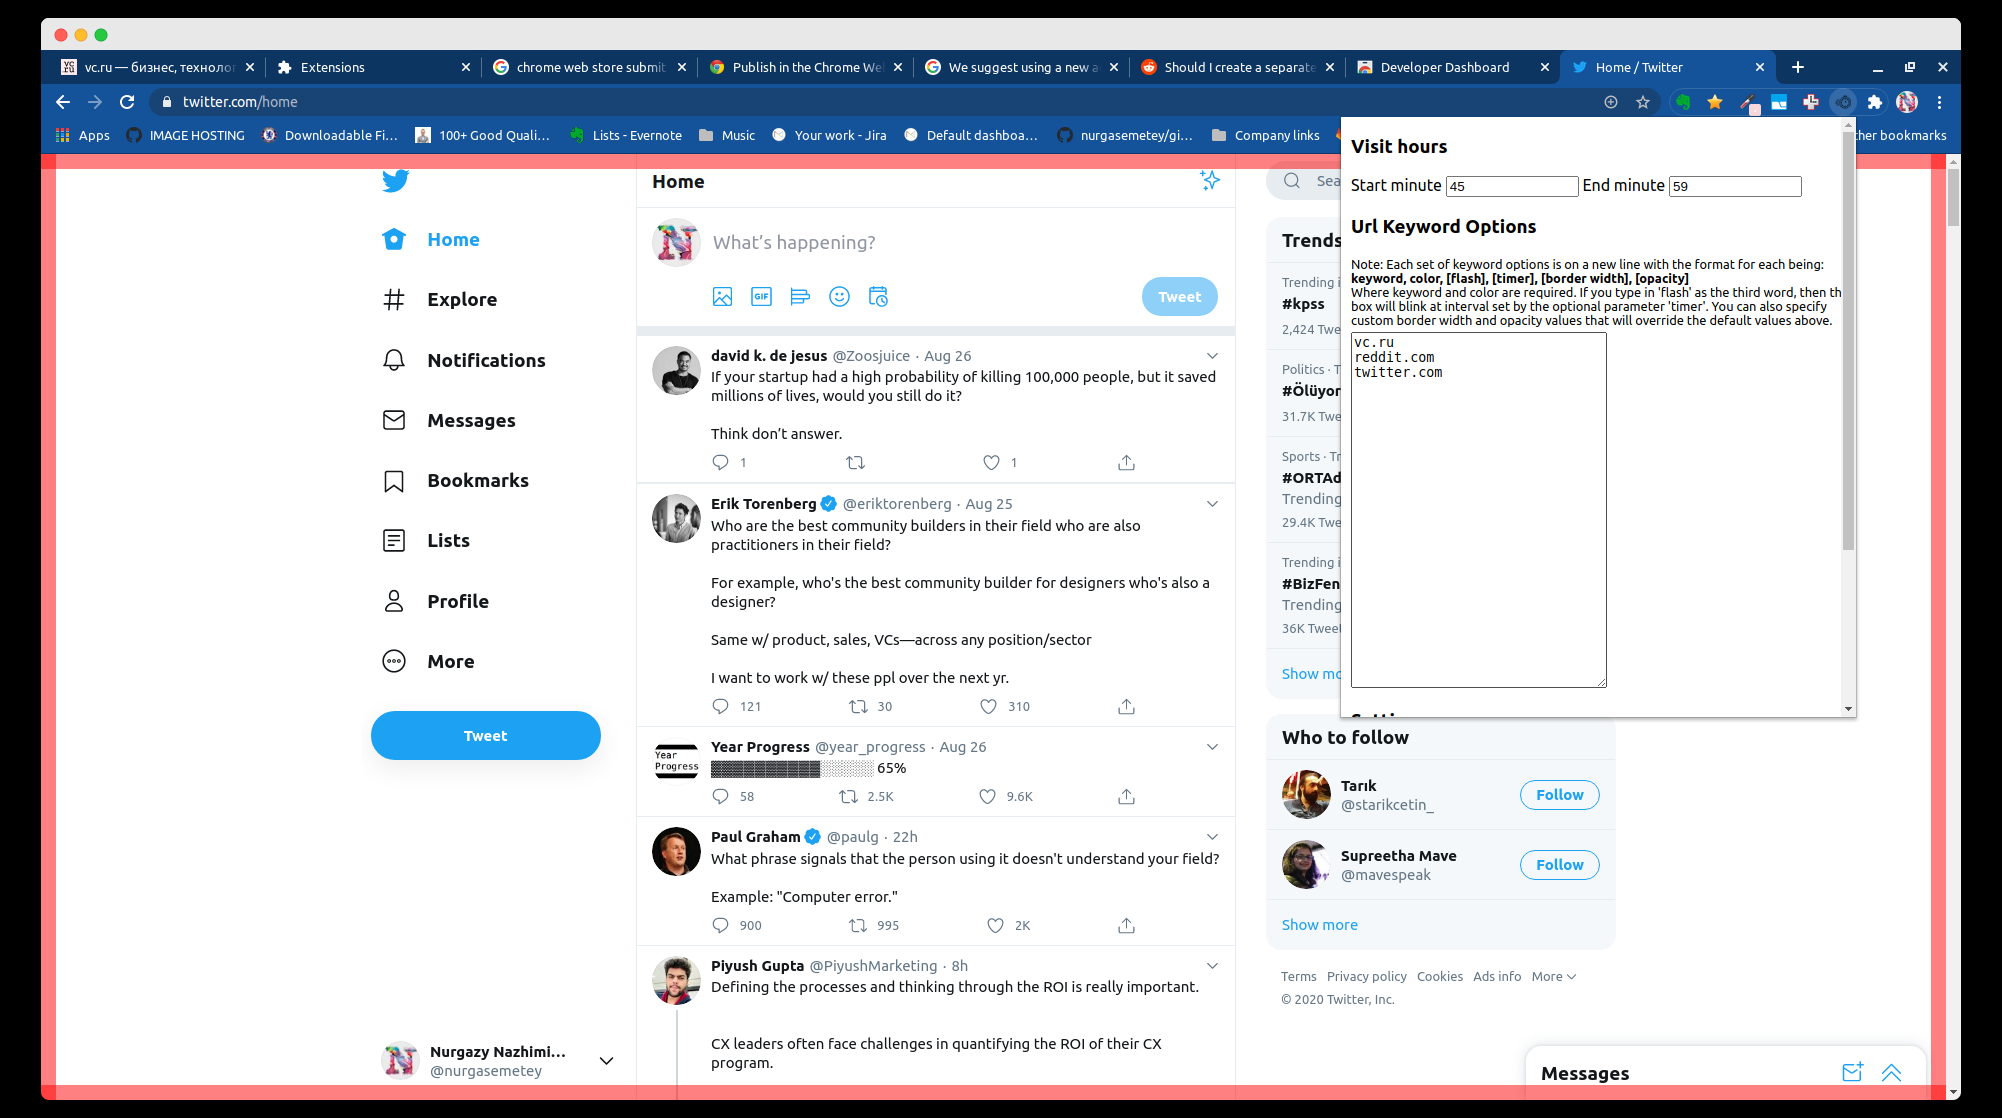 vc.ru — бизнес, технолог
Extensions
chrome web store submit
Publish in the Chrome We
We suggest using a new a
Should I create a separate
Developer Dashboard
Home / Twitter
twitter.com/home
Apps
IMAGE HOSTING
Downloadable Fi...
100+ Good Quali...
Lists - Evernote
Music
Your work - Jira
Default dashboa...
nurgasemetey/gi...
Company links
her bookmarks
Home
Explore
Notifications
Messages
Bookmarks
Lists
Profile
More
Tweet
Nurgazy Nazhimi...
@nurgasemetey
Home
What's happening?
GIF
Tweet
david k. de jesus @Zoosjuice · Aug 26
If your startup had a high probability of killing 100,000 people, but it saved
millions of lives, would you still do it?
Think don't answer.
1 1
Erik Torenberg @eriktorenberg · Aug 25
Who are the best community builders in their field who are also
practitioners in their field?
For example, who's the best community builder for designers who's also a
designer?
Same w/ product, sales, VCs—across any position/sector
I want to work w/ these ppl over the next yr.
121 30 310
Year Progress
Year Progress @year_progress · Aug 26
▓▓▓▓▓▓▓▓▓▓░░░░░ 65%
58 2.5K 9.6K
Paul Graham @paulg · 22h
What phrase signals that the person using it doesn't understand your field?
Example: "Computer error."
900 995 2K
Piyush Gupta @PiyushMarketing · 8h
Defining the processes and thinking through the ROI is really important.
CX leaders often face challenges in quantifying the ROI of their CX
program.
Sea
Trends
Trending i
#kpss
2,424 Twe
Politics · T
#Ölüyor
31.7K Twe
Sports · Tr
#ORTAd
Trending
29.4K Twe
Trending i
#BizFen
Trending
36K Tweet
Show mo
Visit hours
Start minute 45 End minute 59
Url Keyword Options
Note: Each set of keyword options is on a new line with the format for each being:
keyword, color, [flash], [timer], [border width], [opacity]
Where keyword and color are required. If you type in 'flash' as the third word, then th
box will blink at interval set by the optional parameter 'timer'. You can also specify
custom border width and opacity values that will override the default values above.
vc.ru
reddit.com
twitter.com
Who to follow
Tarık
@starikcetin_
Follow
Supreetha Mave
@mavespeak
Follow
Show more
Terms Privacy policy Cookies Ads info More
© 2020 Twitter, Inc.
Messages